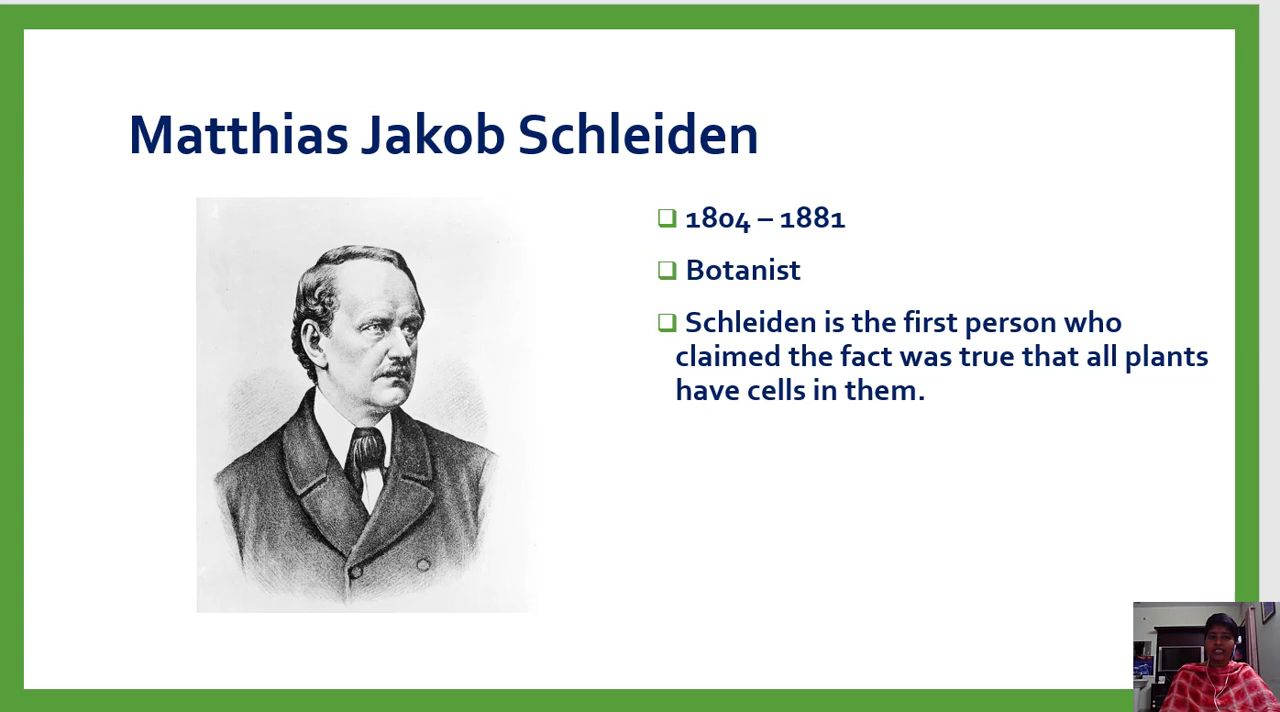 Matthias Jakob Schleiden
1804 – 1881
Botanist
Schleiden is the first person who
claimed the fact was true that all plants
have cells in them.